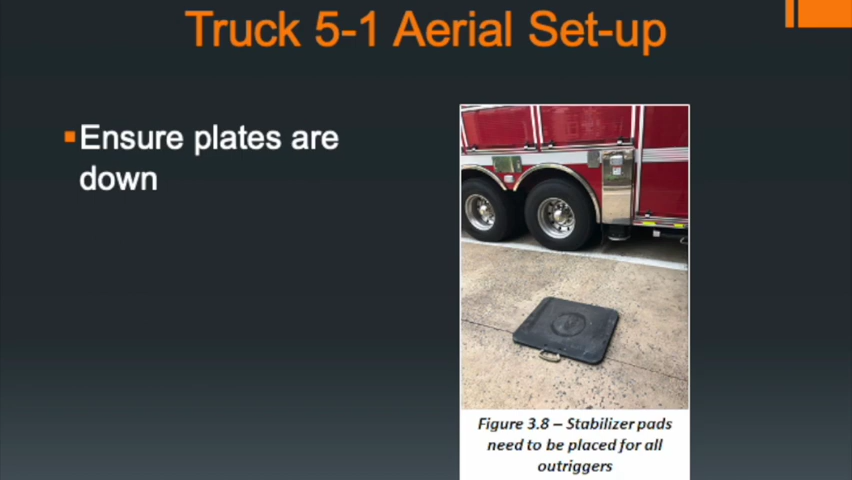 Truck 5-1 Aerial Set-up
Ensure plates are
down
Figure 3.8 – Stabilizer pads
need to be placed for all
outriggers